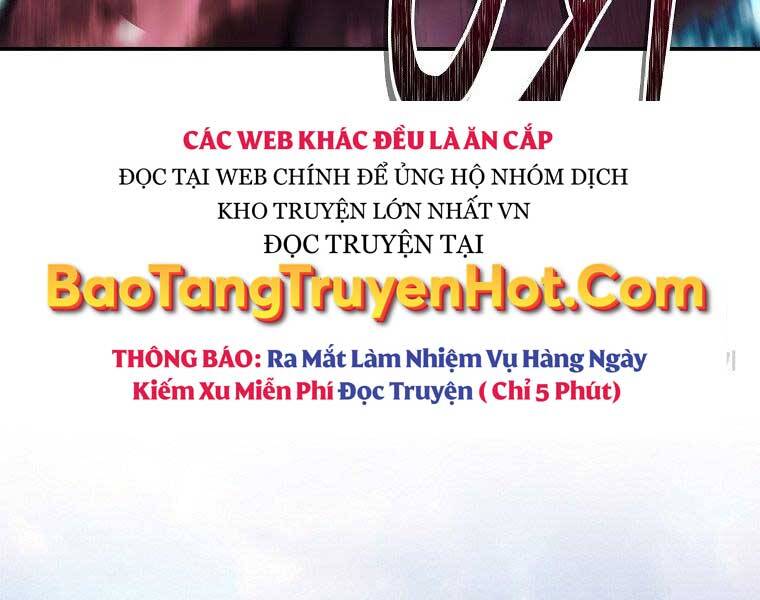 CÁC WEB KHÁC ĐỀU LÀ ĂN CẮP
ĐỌC TẠI WEB CHÍNH ĐỂ ỦNG HỘ NHÓM DỊCH
KHO TRUYỆN LỚN NHẤT VN
ĐỌC TRUYỆN TẠI
BaoTangTruyenHot.Com
THÔNG BÁO: Ra Mắt Làm Nhiệm Vụ Hàng Ngày
Kiếm Xu Miễn Phí Đọc Truyện ( Chỉ 5 Phút)